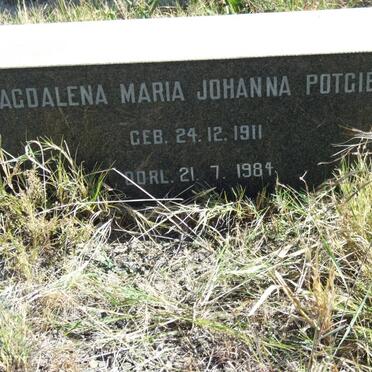 AGDALENA MARIA JOHANNA POTGIE
GEB. 24. 12. 1911
OORL. 21. 7. 1984